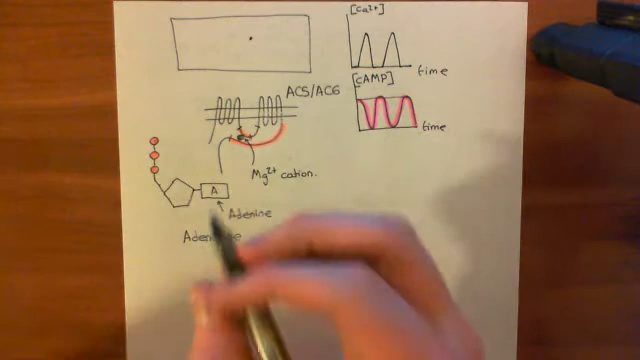 [Ca²⁺]
time
[cAMP]
time
AC5/AC6
Mg²⁺ cation.
A
Adenine